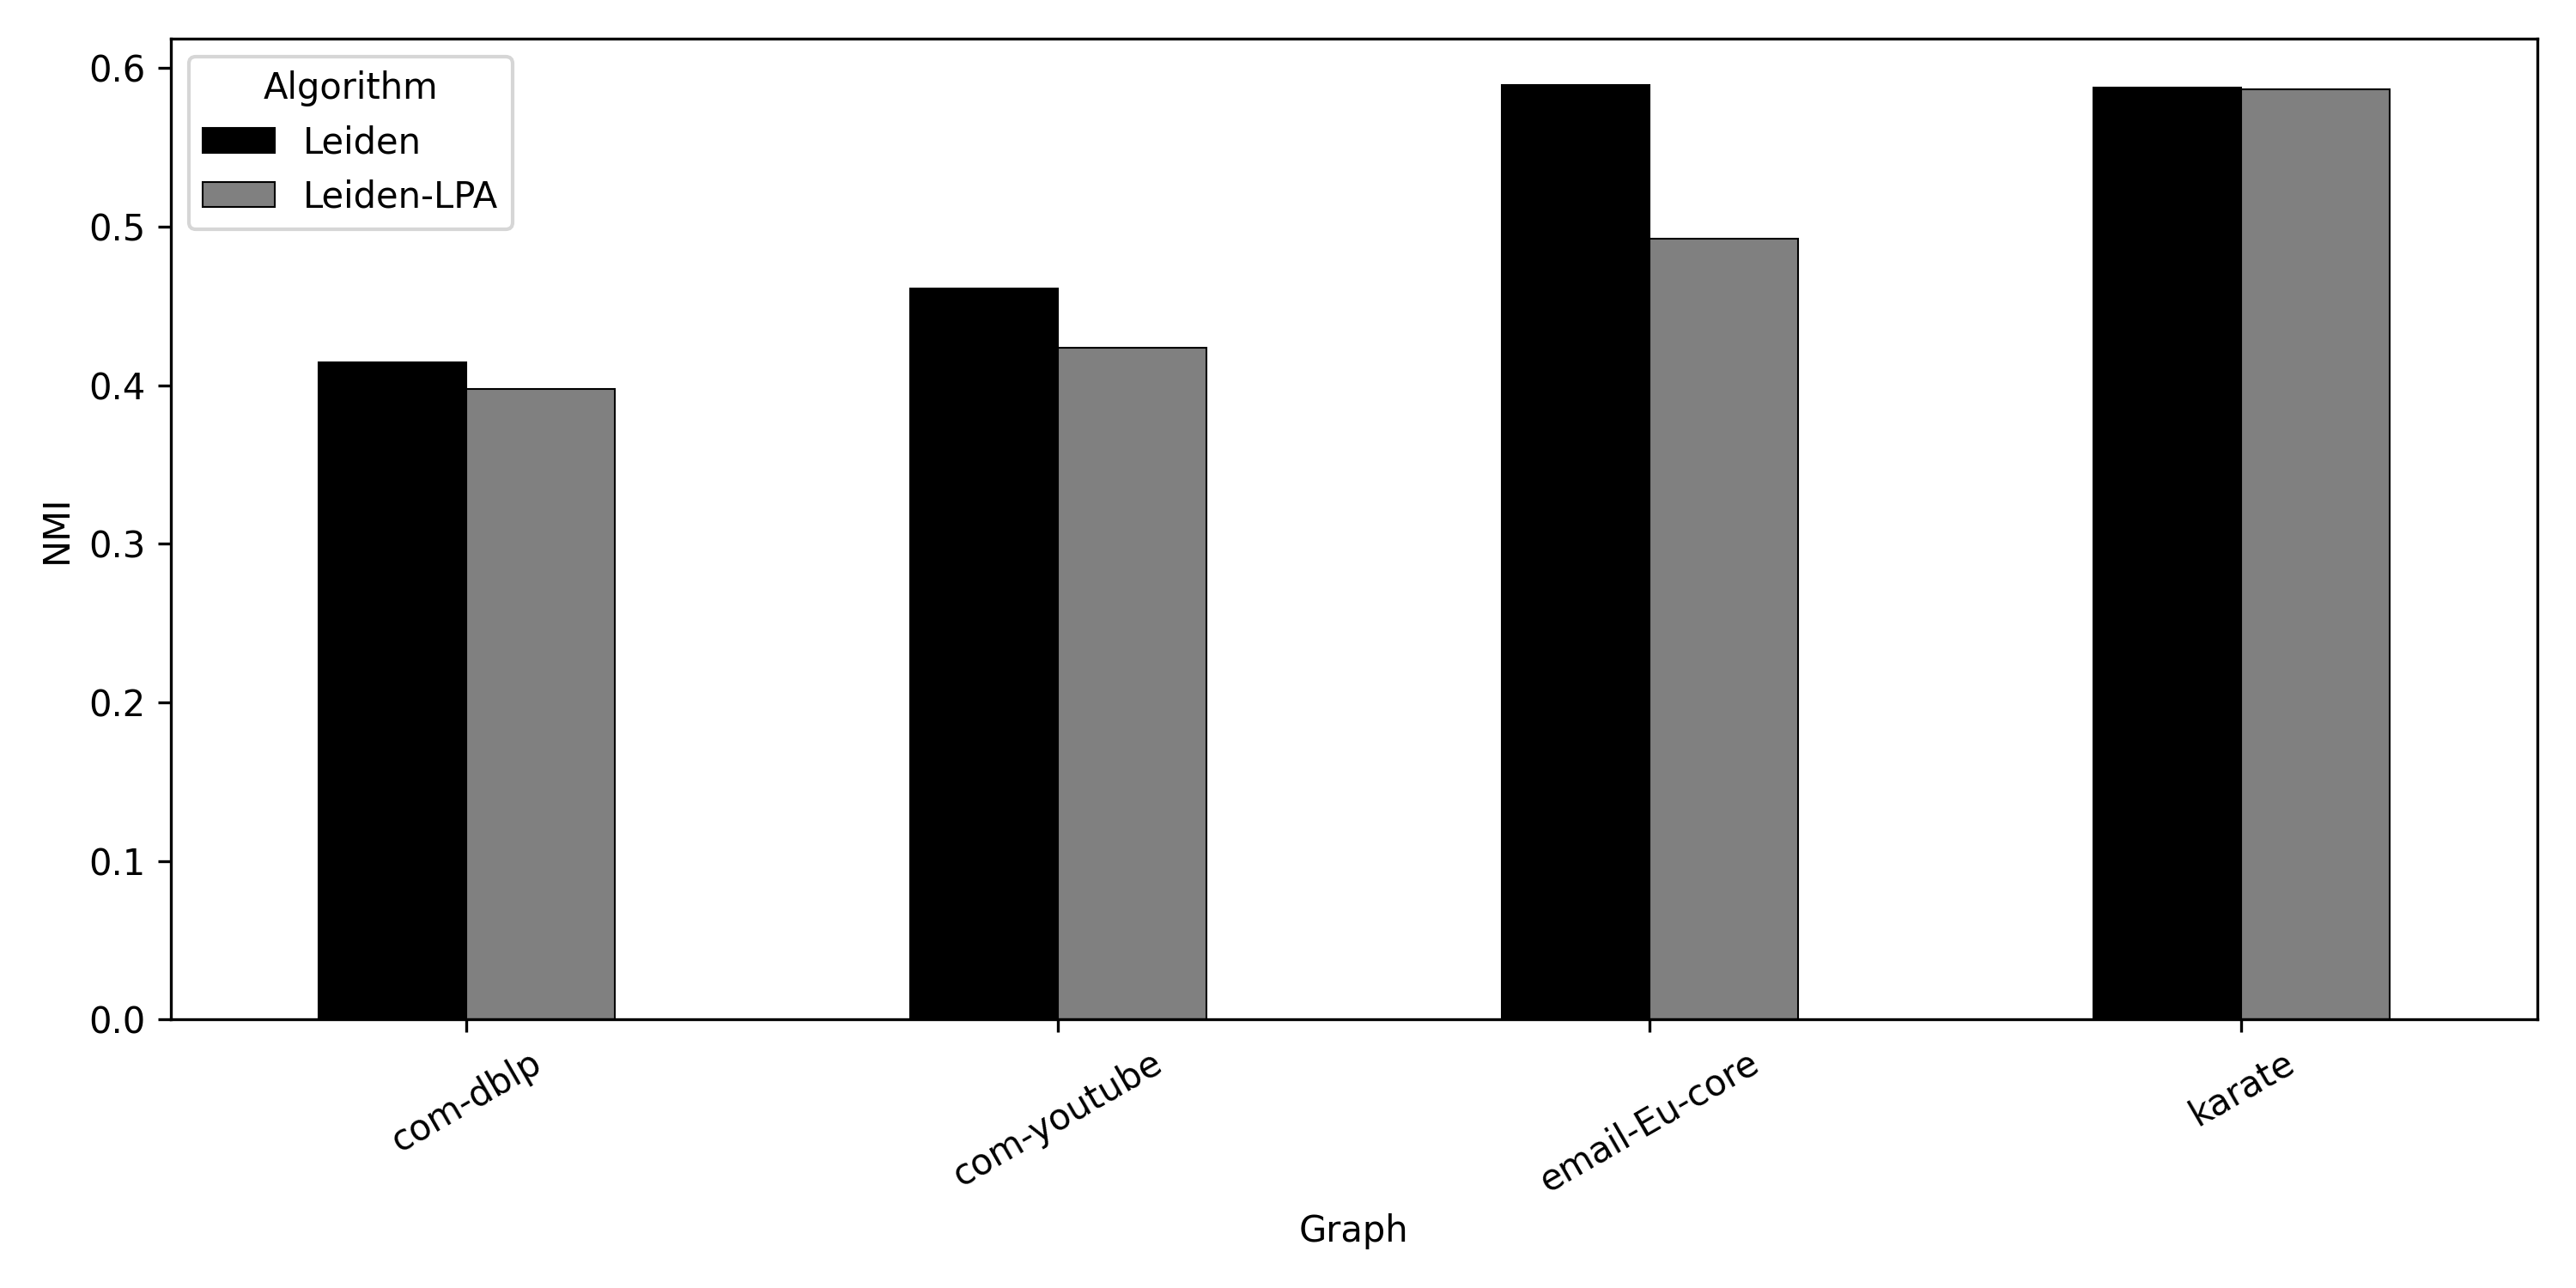 Algorithm
Leiden
Leiden-LPA
NMI
0.6
0.5
0.4
0.3
0.2
0.1
0.0
com-dblp
com-youtube
email-Eu-core
karate
Graph